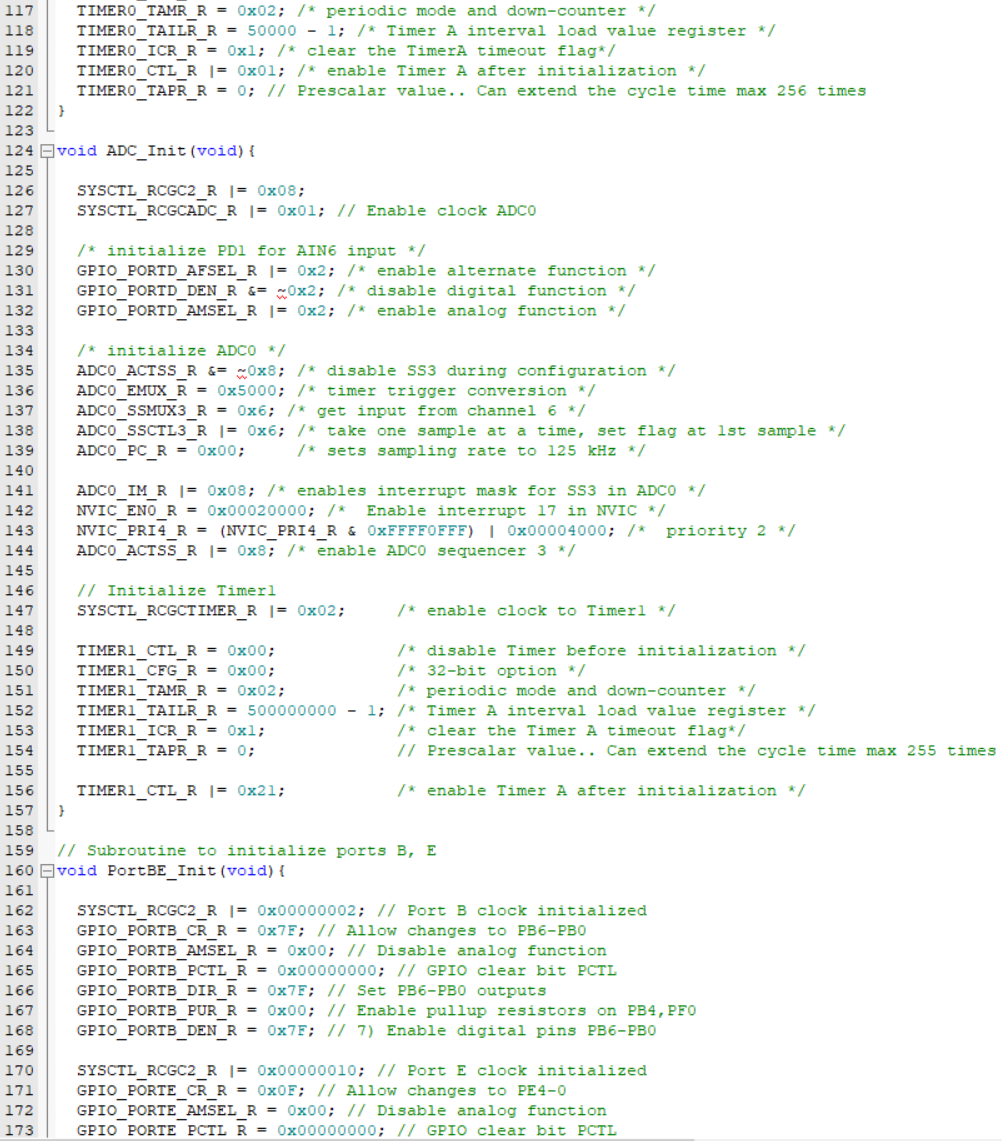 117 TIMER0_TAMR_R = 0x02; /* periodic mode and down-counter */
118 TIMER0_TAILR_R = 50000 - 1; /* Timer A interval load value register */
119 TIMER0_ICR_R = 0x1; /* clear the TimerA timeout flag*/
120 TIMER0_CTL_R |= 0x01; /* enable Timer A after initialization */
121 TIMER0_TAPR_R = 0; // Prescalar value.. Can extend the cycle time max 256 times
122 }
123
124 void ADC_Init(void){
125
126 SYSCTL_RCGC2_R |= 0x08;
127 SYSCTL_RCGCADC_R |= 0x01; // Enable clock ADC0
128
129 /* initialize PD1 for AIN6 input */
130 GPIO_PORTD_AFSEL_R |= 0x2; /* enable alternate function */
131 GPIO_PORTD_DEN_R &= ~0x2; /* disable digital function */
132 GPIO_PORTD_AMSEL_R |= 0x2; /* enable analog function */
133
134 /* initialize ADC0 */
135 ADC0_ACTSS_R &= ~0x8; /* disable SS3 during configuration */
136 ADC0_EMUX_R = 0x5000; /* timer trigger conversion */
137 ADC0_SSMUX3_R = 0x6; /* get input from channel 6 */
138 ADC0_SSCTL3_R |= 0x6; /* take one sample at a time, set flag at 1st sample */
139 ADC0_PC_R = 0x00; /* sets sampling rate to 125 kHz */
140
141 ADC0_IM_R |= 0x08; /* enables interrupt mask for SS3 in ADC0 */
142 NVIC_EN0_R = 0x00020000; /* Enable interrupt 17 in NVIC */
143 NVIC_PRI4_R = (NVIC_PRI4_R & 0xFFFF0FFF) | 0x00004000; /* priority 2 */
144 ADC0_ACTSS_R |= 0x8; /* enable ADC0 sequencer 3 */
145
146 // Initialize Timer1
147 SYSCTL_RCGCTIMER_R |= 0x02; /* enable clock to Timer1 */
148
149 TIMER1_CTL_R = 0x00; /* disable Timer before initialization */
150 TIMER1_CFG_R = 0x00; /* 32-bit option */
151 TIMER1_TAMR_R = 0x02; /* periodic mode and down-counter */
152 TIMER1_TAILR_R = 500000000 - 1; /* Timer A interval load value register */
153 TIMER1_ICR_R = 0x1; /* clear the Timer A timeout flag*/
154 TIMER1_TAPR_R = 0; // Prescalar value.. Can extend the cycle time max 255 times
155
156 TIMER1_CTL_R |= 0x21; /* enable Timer A after initialization */
157 }
158
159 // Subroutine to initialize ports B, E
160 void PortBE_Init(void){
161
162 SYSCTL_RCGC2_R |= 0x00000002; // Port B clock initialized
163 GPIO_PORTB_CR_R = 0x7F; // Allow changes to PB6-PB0
164 GPIO_PORTB_AMSEL_R = 0x00; // Disable analog function
165 GPIO_PORTB_PCTL_R = 0x00000000; // GPIO clear bit PCTL
166 GPIO_PORTB_DIR_R = 0x7F; // Set PB6-PB0 outputs
167 GPIO_PORTB_PUR_R = 0x00; // Enable pullup resistors on PB4,PF0
168 GPIO_PORTB_DEN_R = 0x7F; // 7) Enable digital pins PB6-PB0
169
170 SYSCTL_RCGC2_R |= 0x00000010; // Port E clock initialized
171 GPIO_PORTE_CR_R = 0x0F; // Allow changes to PE4-0
172 GPIO_PORTE_AMSEL_R = 0x00; // Disable analog function
173 GPIO_PORTE_PCTL_R = 0x00000000; // GPIO clear bit PCTL